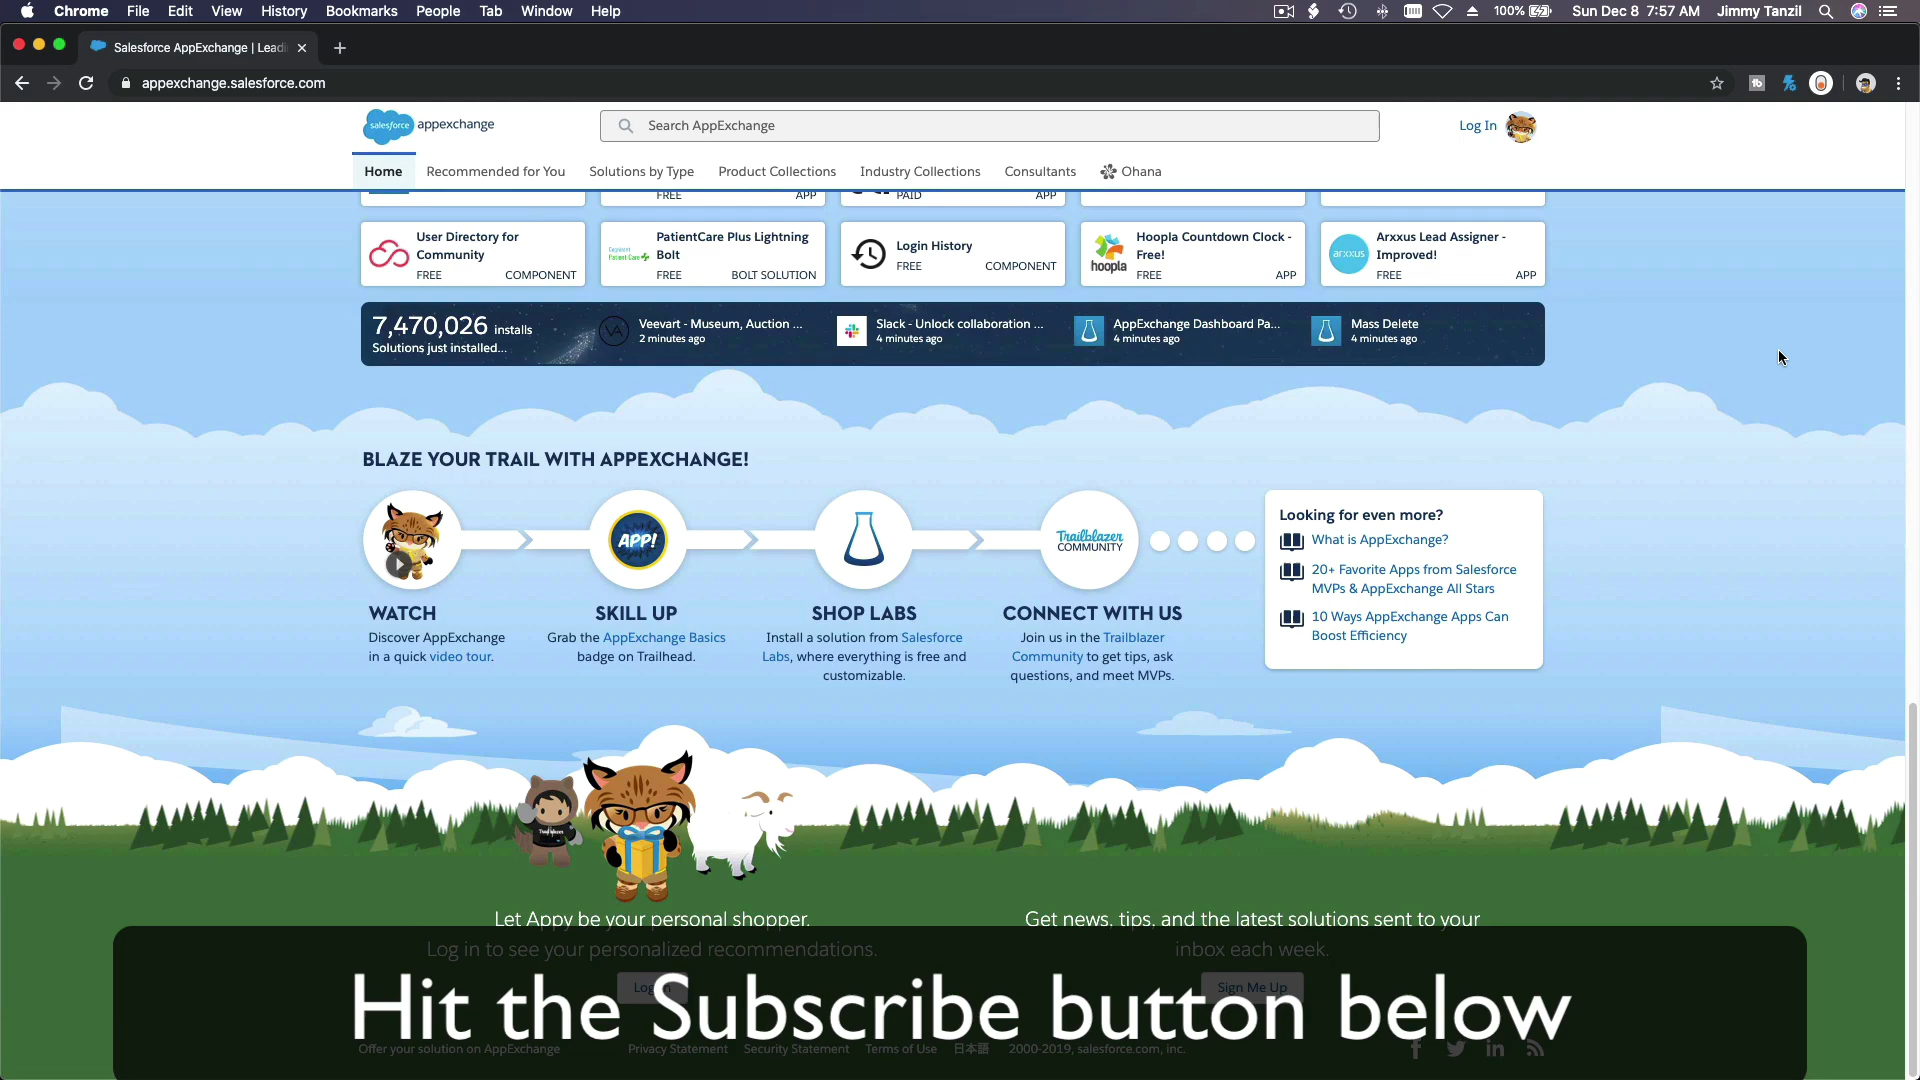 Chrome File Edit View History Bookmarks People Tab Window Help 100% Sun Dec 8 7:57 AM Jimmy Tanzil
Salesforce AppExchange | Leadi
appexchange.salesforce.com
salesforce appexchange Search AppExchange Log In
Home Recommended for You Solutions by Type Product Collections Industry Collections Consultants Ohana
FREE APP PAID APP
User Directory for
Community
FREE COMPONENT
PatientCare Plus Lightning
Bolt
FREE BOLT SOLUTION
Login History
FREE COMPONENT
hoopla
Hoopla Countdown Clock -
Free!
FREE APP
arxxus
Arxxus Lead Assigner -
Improved!
FREE APP
7,470,026 installs
Solutions just installed...
Veevart - Museum, Auction ...
2 minutes ago
Slack - Unlock collaboration ...
4 minutes ago
AppExchange Dashboard Pa...
4 minutes ago
Mass Delete
4 minutes ago
BLAZE YOUR TRAIL WITH APPEXCHANGE!
APP!
Trailblazer
COMMUNITY
WATCH
Discover AppExchange
in a quick video tour.
SKILL UP
Grab the AppExchange Basics
badge on Trailhead.
SHOP LABS
Install a solution from Salesforce
Labs, where everything is free and
customizable.
CONNECT WITH US
Join us in the Trailblazer
Community to get tips, ask
questions, and meet MVPs.
Looking for even more?
What is AppExchange?
20+ Favorite Apps from Salesforce
MVPs & AppExchange All Stars
10 Ways AppExchange Apps Can
Boost Efficiency
Let Appy be your personal shopper.
Log in to see your personalized recommendations.
Get news, tips, and the latest solutions sent to your
inbox each week.
Sign Me Up
Hit the Subscribe button below
Offer your solution on AppExchange Privacy Statement Security Statement Terms of Use 日本語 2000-2019, salesforce.com, inc.